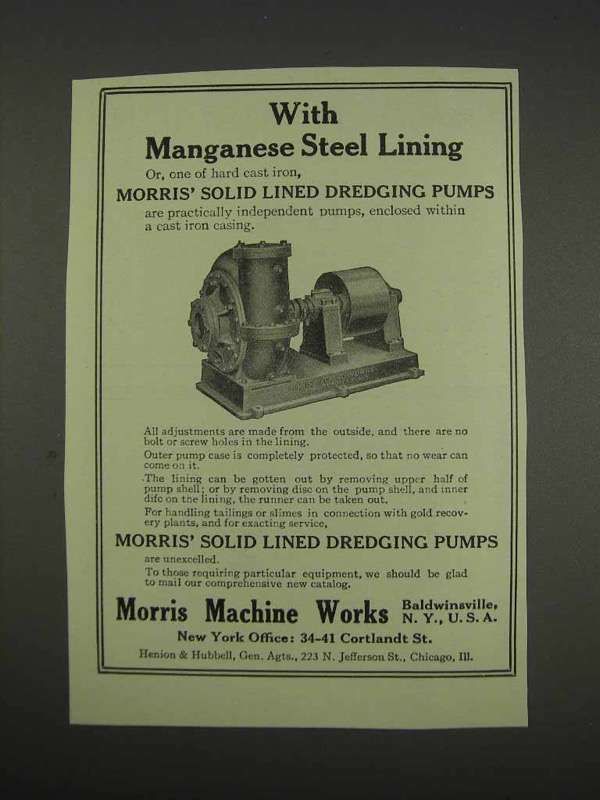 With
Manganese Steel Lining
Or, one of hard cast iron,
MORRIS' SOLID LINED DREDGING PUMPS
are practically independent pumps, enclosed within
a cast iron casing.
All adjustments are made from the outside, and there are no
bolt or screw holes in the lining.
Outer pump case is completely protected, so that no wear can
come on it.
The lining can be gotten out by removing upper half of
pump shell; or by removing disc on the pump shell, and inner
disc on the lining, the runner can be taken out.
For handling tailings or slimes in connection with gold recov-
ery plants, and for exacting service,
MORRIS' SOLID LINED DREDGING PUMPS
are unexcelled.
To those requiring particular equipment, we should be glad
to mail our comprehensive new catalog.
Morris Machine Works Baldwinsville,
N. Y., U. S. A.
New York Office: 34-41 Cortlandt St.
Henion & Hubbell, Gen. Agts., 223 N. Jefferson St., Chicago, Ill.